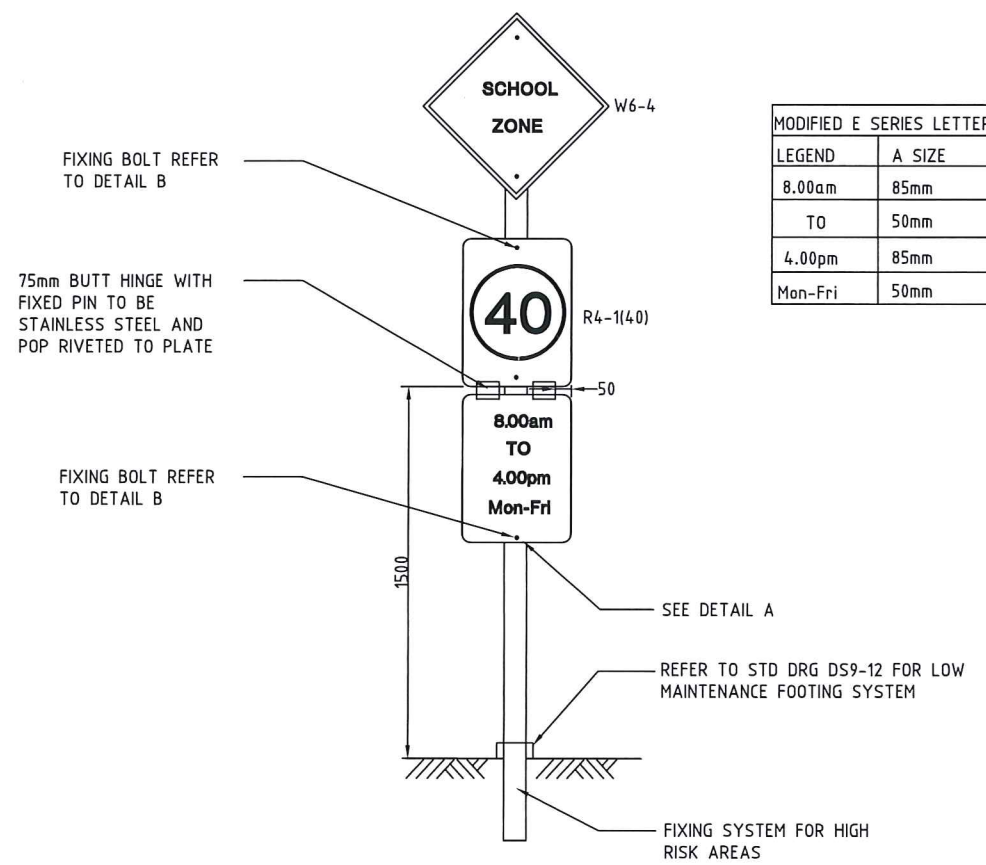 SCHOOL
ZONE
W6-4
FIXING BOLT REFER
TO DETAIL B
75mm BUTT HINGE WITH
FIXED PIN TO BE
STAINLESS STEEL AND
POP RIVETED TO PLATE
40
R4-1(40)
50
8.00am
TO
4.00pm
Mon-Fri
FIXING BOLT REFER
TO DETAIL B
1500
SEE DETAIL A
REFER TO STD DRG DS9-12 FOR LOW
MAINTENANCE FOOTING SYSTEM
FIXING SYSTEM FOR HIGH
RISK AREAS
MODIFIED E SERIES LETTER
LEGEND A SIZE
8.00am 85mm
TO 50mm
4.00pm 85mm
Mon-Fri 50mm